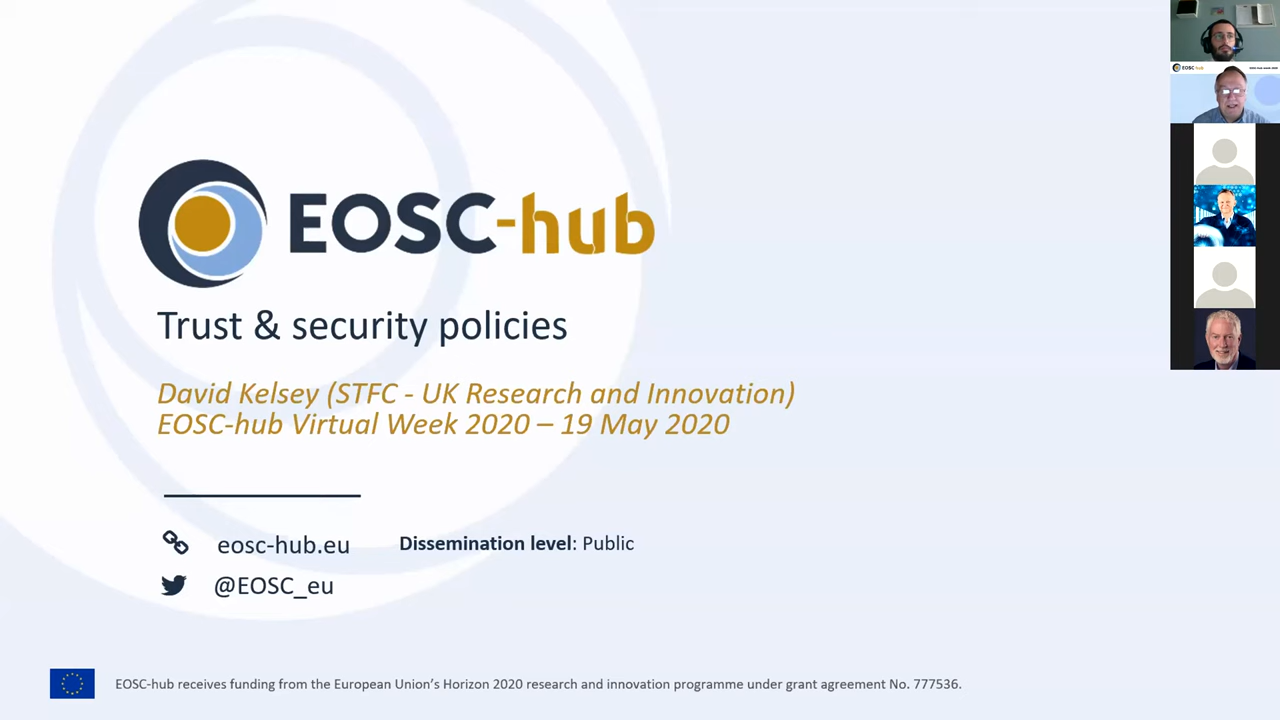 EOSC-hub
Trust & security policies
David Kelsey (STFC - UK Research and Innovation)
EOSC-hub Virtual Week 2020 – 19 May 2020
eosc-hub.eu
Dissemination level: Public
@EOSC_eu
EOSC-hub receives funding from the European Union’s Horizon 2020 research and innovation programme under grant agreement No. 777536.
EOSC-hub